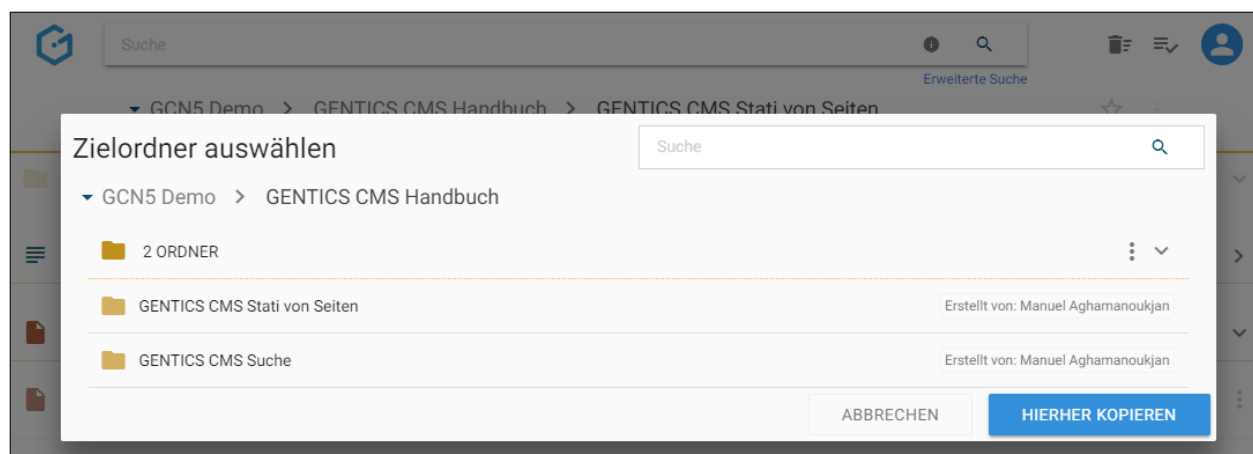 Suche
Erweiterte Suche
GCN5 Demo > GENTICS CMS Handbuch > GENTICS CMS Stati von Seiten
Zielordner auswählen
Suche
GCN5 Demo > GENTICS CMS Handbuch
2 ORDNER
GENTICS CMS Stati von Seiten
Erstellt von: Manuel Aghamanoukjan
GENTICS CMS Suche
Erstellt von: Manuel Aghamanoukjan
ABBRECHEN
HIERHER KOPIEREN